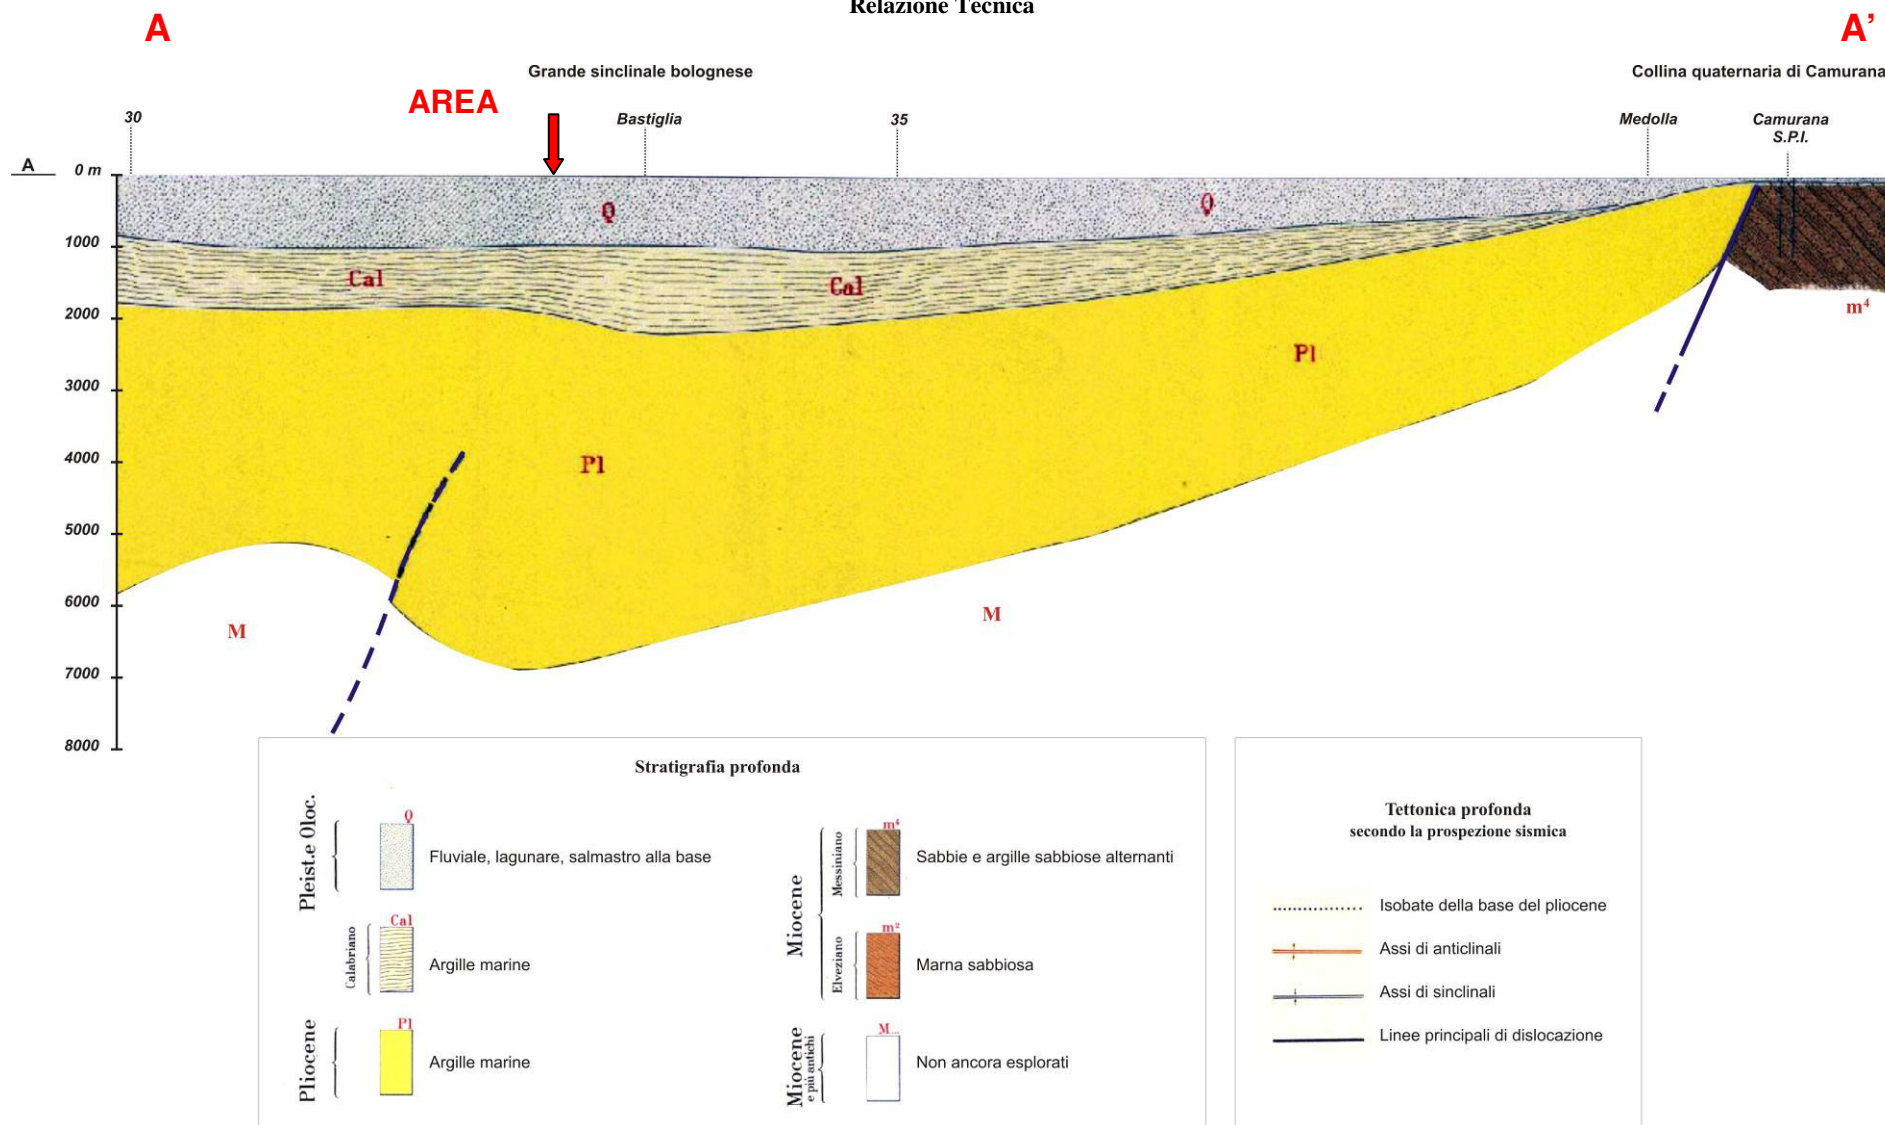 Relazione Tecnica
A
A'
Grande sinclinale bolognese
Collina quaternaria di Camurana
AREA
30
Bastiglia
35
Medolla
Camurana
S.P.I.
A
0 m
Q
Q
1000
Cal
Cal
2000
m⁴
Pl
3000
4000
Pl
5000
6000
M
M
7000
8000
Stratigrafia profonda
Pleist.e Oloc.
Q
Fluviale, lagunare, salmastro alla base
Calabriano
Cal
Argille marine
Pliocene
Pl
Argille marine
Miocene
Messiniano
m⁴
Sabbie e argille sabbiose alternanti
Elveziano
m²
Marna sabbiosa
Miocene
e più antichi
M...
Non ancora esplorati
Tettonica profonda
secondo la prospezione sismica
Isobate della base del pliocene
Assi di anticlinali
Assi di sinclinali
Linee principali di dislocazione